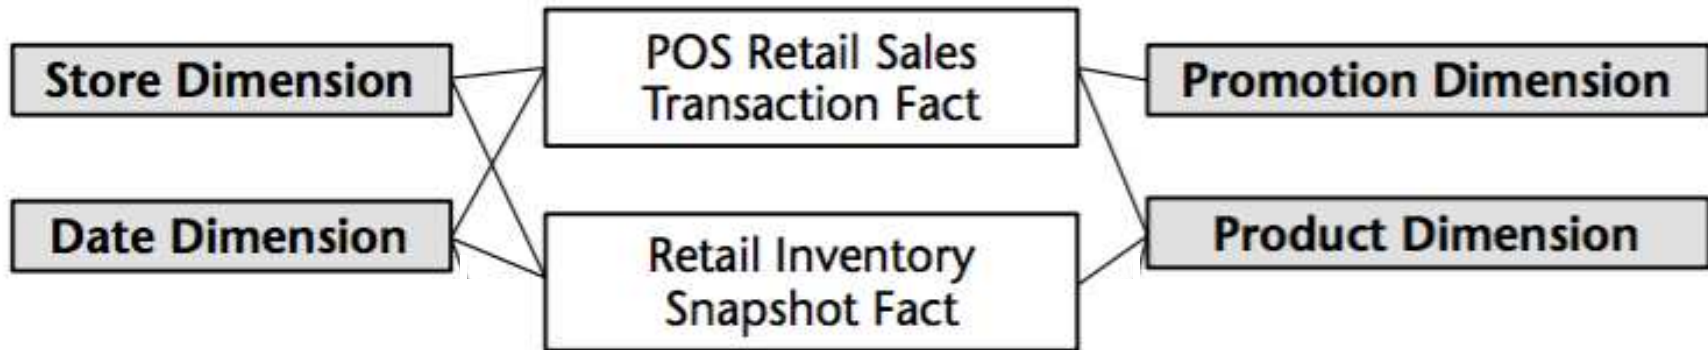 Store Dimension
POS Retail Sales
Transaction Fact
Promotion Dimension
Date Dimension
Retail Inventory
Snapshot Fact
Product Dimension